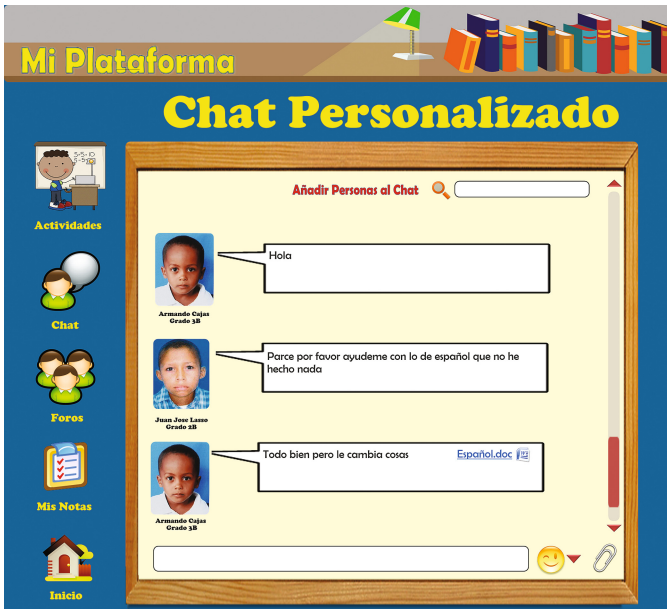 Mi Plataforma
Chat Personalizado
Actividades
Chat
Foros
Mis Notas
Inicio
Añadir Personas al Chat
Hola
Armando Cajas
Grado 3B
Parce por favor ayudeme con lo de español que no he
hecho nada
Juan Jose Lasso
Grado 2B
Todo bien pero le cambia cosas Español.doc
Armando Cajas
Grado 3B